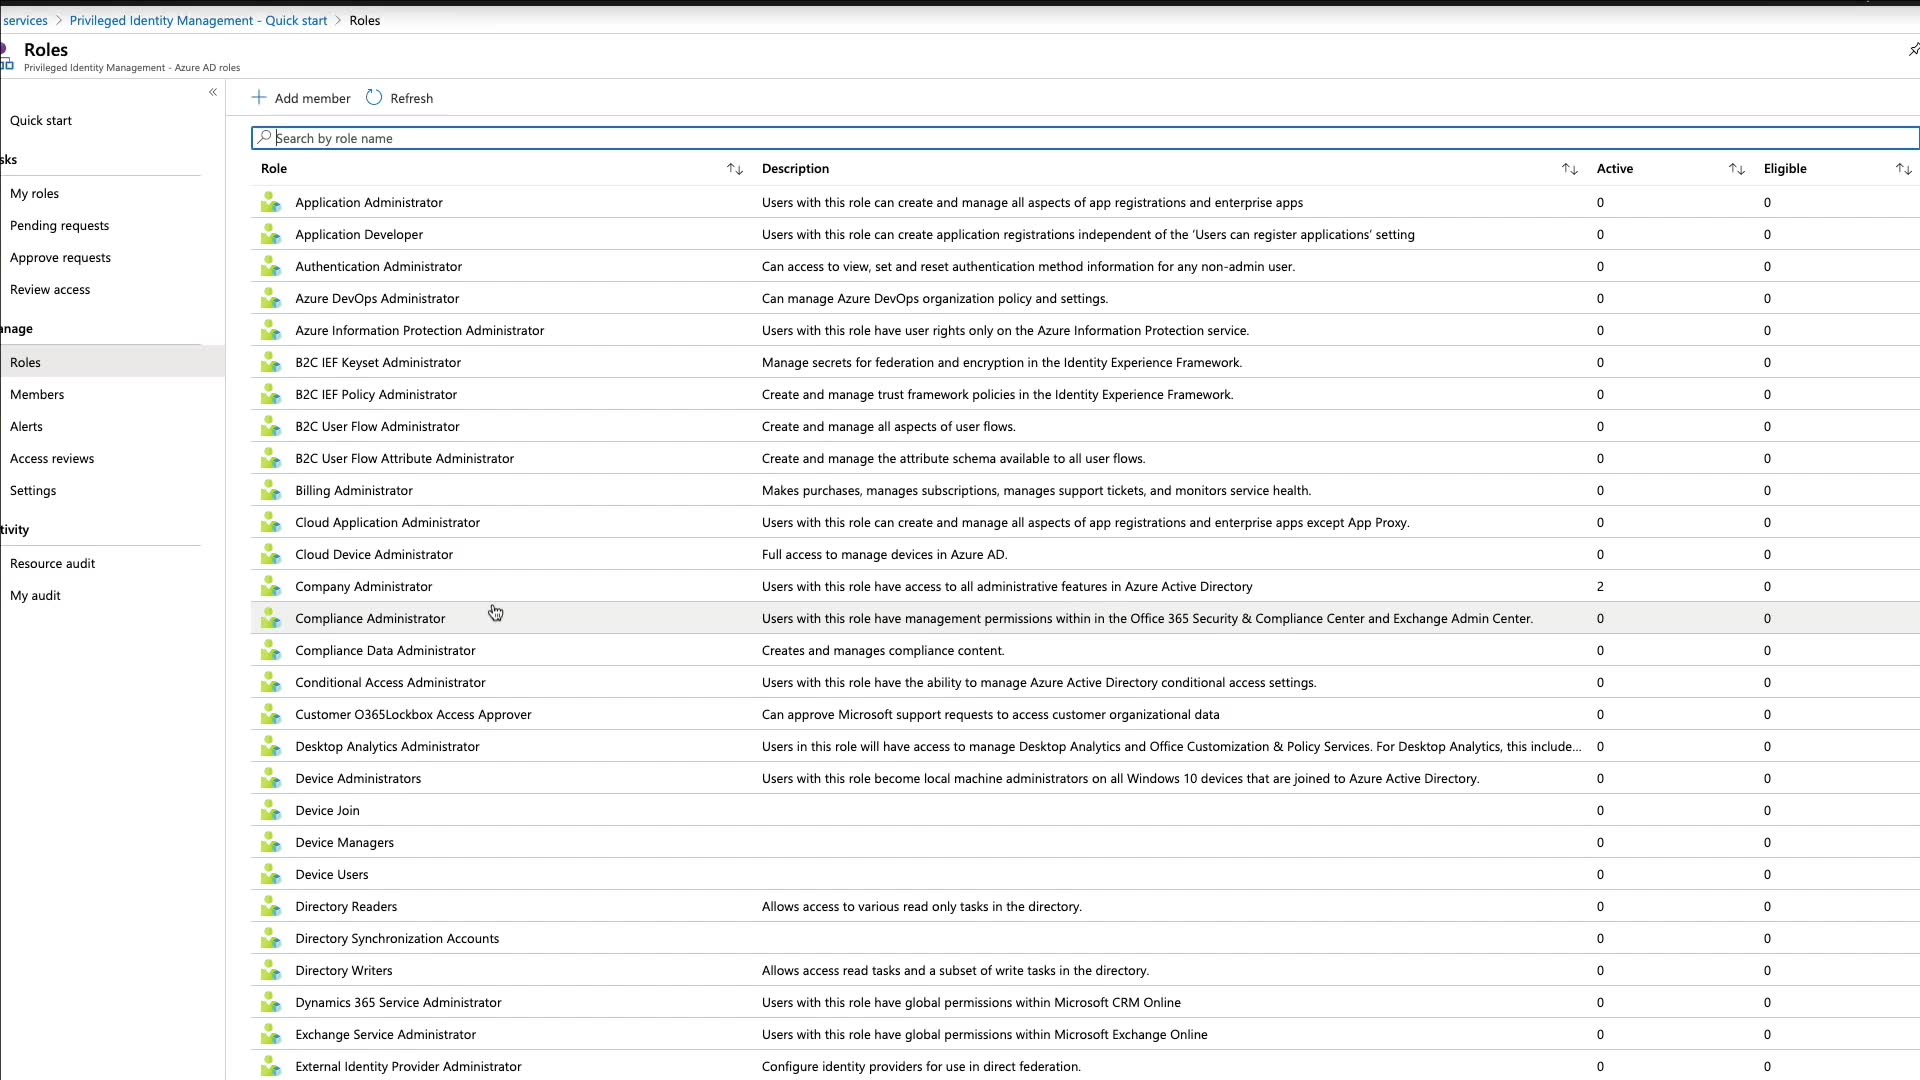 services > Privileged Identity Management - Quick start > Roles
Roles
Privileged Identity Management - Azure AD roles
«
Quick start
sks
My roles
Pending requests
Approve requests
Review access
anage
Roles
Members
Alerts
Access reviews
Settings
tivity
Resource audit
My audit
+ Add member Refresh
Search by role name
Role Description Active Eligible
Application Administrator Users with this role can create and manage all aspects of app registrations and enterprise apps 0 0
Application Developer Users with this role can create application registrations independent of the 'Users can register applications' setting 0 0
Authentication Administrator Can access to view, set and reset authentication method information for any non-admin user. 0 0
Azure DevOps Administrator Can manage Azure DevOps organization policy and settings. 0 0
Azure Information Protection Administrator Users with this role have user rights only on the Azure Information Protection service. 0 0
B2C IEF Keyset Administrator Manage secrets for federation and encryption in the Identity Experience Framework. 0 0
B2C IEF Policy Administrator Create and manage trust framework policies in the Identity Experience Framework. 0 0
B2C User Flow Administrator Create and manage all aspects of user flows. 0 0
B2C User Flow Attribute Administrator Create and manage the attribute schema available to all user flows. 0 0
Billing Administrator Makes purchases, manages subscriptions, manages support tickets, and monitors service health. 0 0
Cloud Application Administrator Users with this role can create and manage all aspects of app registrations and enterprise apps except App Proxy. 0 0
Cloud Device Administrator Full access to manage devices in Azure AD. 0 0
Company Administrator Users with this role have access to all administrative features in Azure Active Directory 2 0
Compliance Administrator Users with this role have management permissions within in the Office 365 Security & Compliance Center and Exchange Admin Center. 0 0
Compliance Data Administrator Creates and manages compliance content. 0 0
Conditional Access Administrator Users with this role have the ability to manage Azure Active Directory conditional access settings. 0 0
Customer O365Lockbox Access Approver Can approve Microsoft support requests to access customer organizational data 0 0
Desktop Analytics Administrator Users in this role will have access to manage Desktop Analytics and Office Customization & Policy Services. For Desktop Analytics, this include... 0 0
Device Administrators Users with this role become local machine administrators on all Windows 10 devices that are joined to Azure Active Directory. 0 0
Device Join 0 0
Device Managers 0 0
Device Users 0 0
Directory Readers Allows access to various read only tasks in the directory. 0 0
Directory Synchronization Accounts 0 0
Directory Writers Allows access read tasks and a subset of write tasks in the directory. 0 0
Dynamics 365 Service Administrator Users with this role have global permissions within Microsoft CRM Online 0 0
Exchange Service Administrator Users with this role have global permissions within Microsoft Exchange Online 0 0
External Identity Provider Administrator Configure identity providers for use in direct federation. 0 0